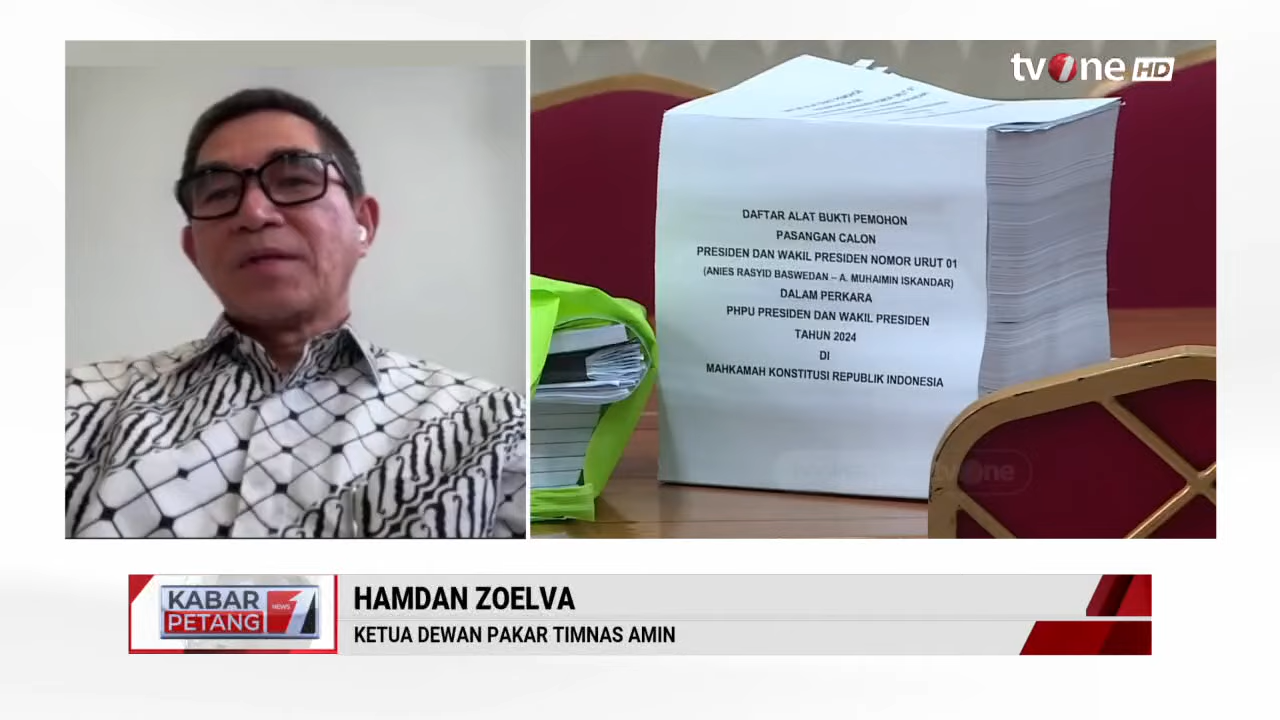 tvOne HD
DAFTAR ALAT BUKTI PEMOHON
PASANGAN CALON
PRESIDEN DAN WAKIL PRESIDEN NOMOR URUT 01
(ANIES RASYID BASWEDAN – A. MUHAIMIN ISKANDAR)
DALAM PERKARA
PHPU PRESIDEN DAN WAKIL PRESIDEN
TAHUN 2024
DI
MAHKAMAH KONSTITUSI REPUBLIK INDONESIA
tvOne
KABAR
PETANG
NEWS
HAMDAN ZOELVA
KETUA DEWAN PAKAR TIMNAS AMIN